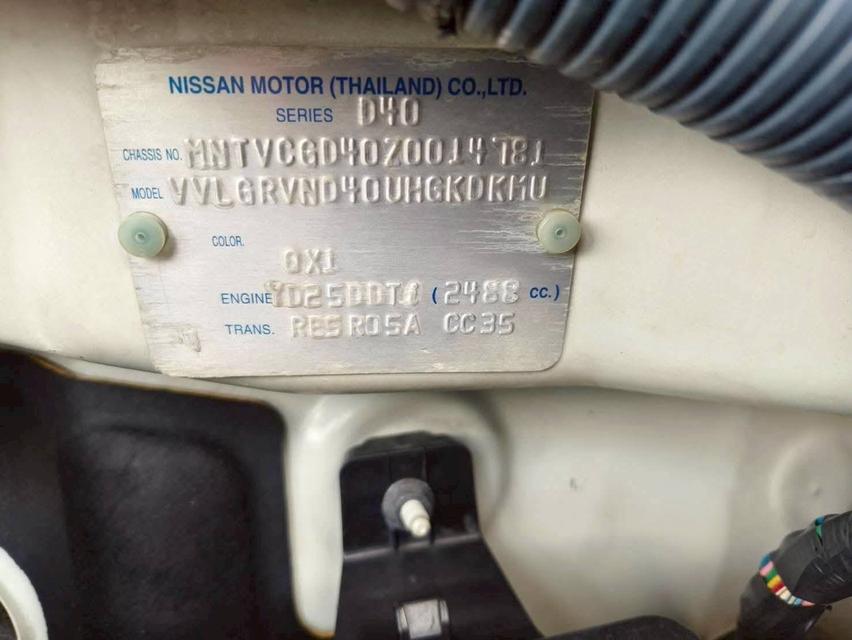 NISSAN MOTOR (THAILAND) CO.,LTD.
SERIES D40
CHASSIS NO. MNTVCGD40Z0014781
MODEL VVLGRVND40UHGKDKMU
COLOR.
QX1
ENGINE YD25DDTI (2488 cc.)
TRANS. RE5R05A CC35